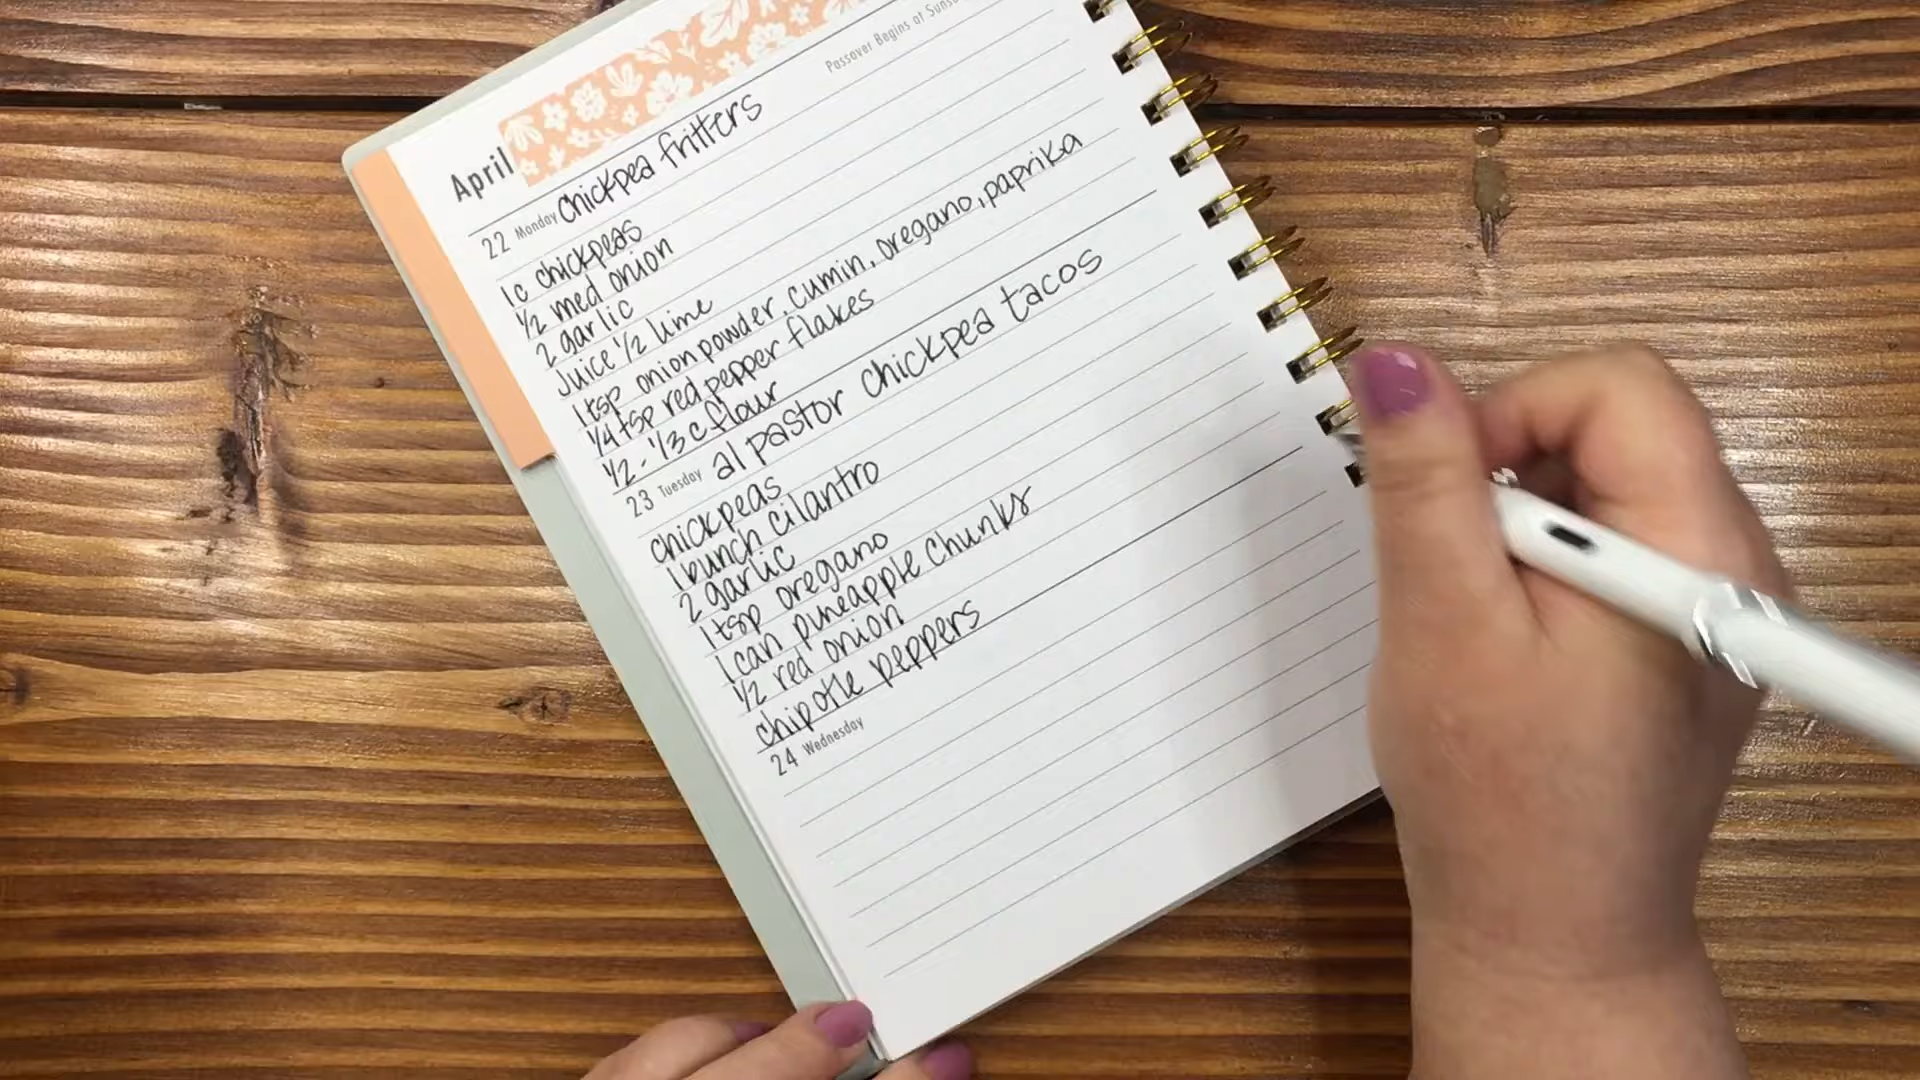 April
Passover Begins at
22 Monday Chickpea fritters
1c chickpeas
1/2 med onion
2 garlic
Juice 1/2 lime
1 tsp onion powder, cumin, oregano, paprika
1/4 tsp red pepper flakes
1/2 - 1/3 c flour
23 Tuesday al pastor chickpea tacos
chickpeas
1 bunch cilantro
2 garlic
1 tsp oregano
1 can pineapple chunks
1/2 red onion
chipotle peppers
24 Wednesday